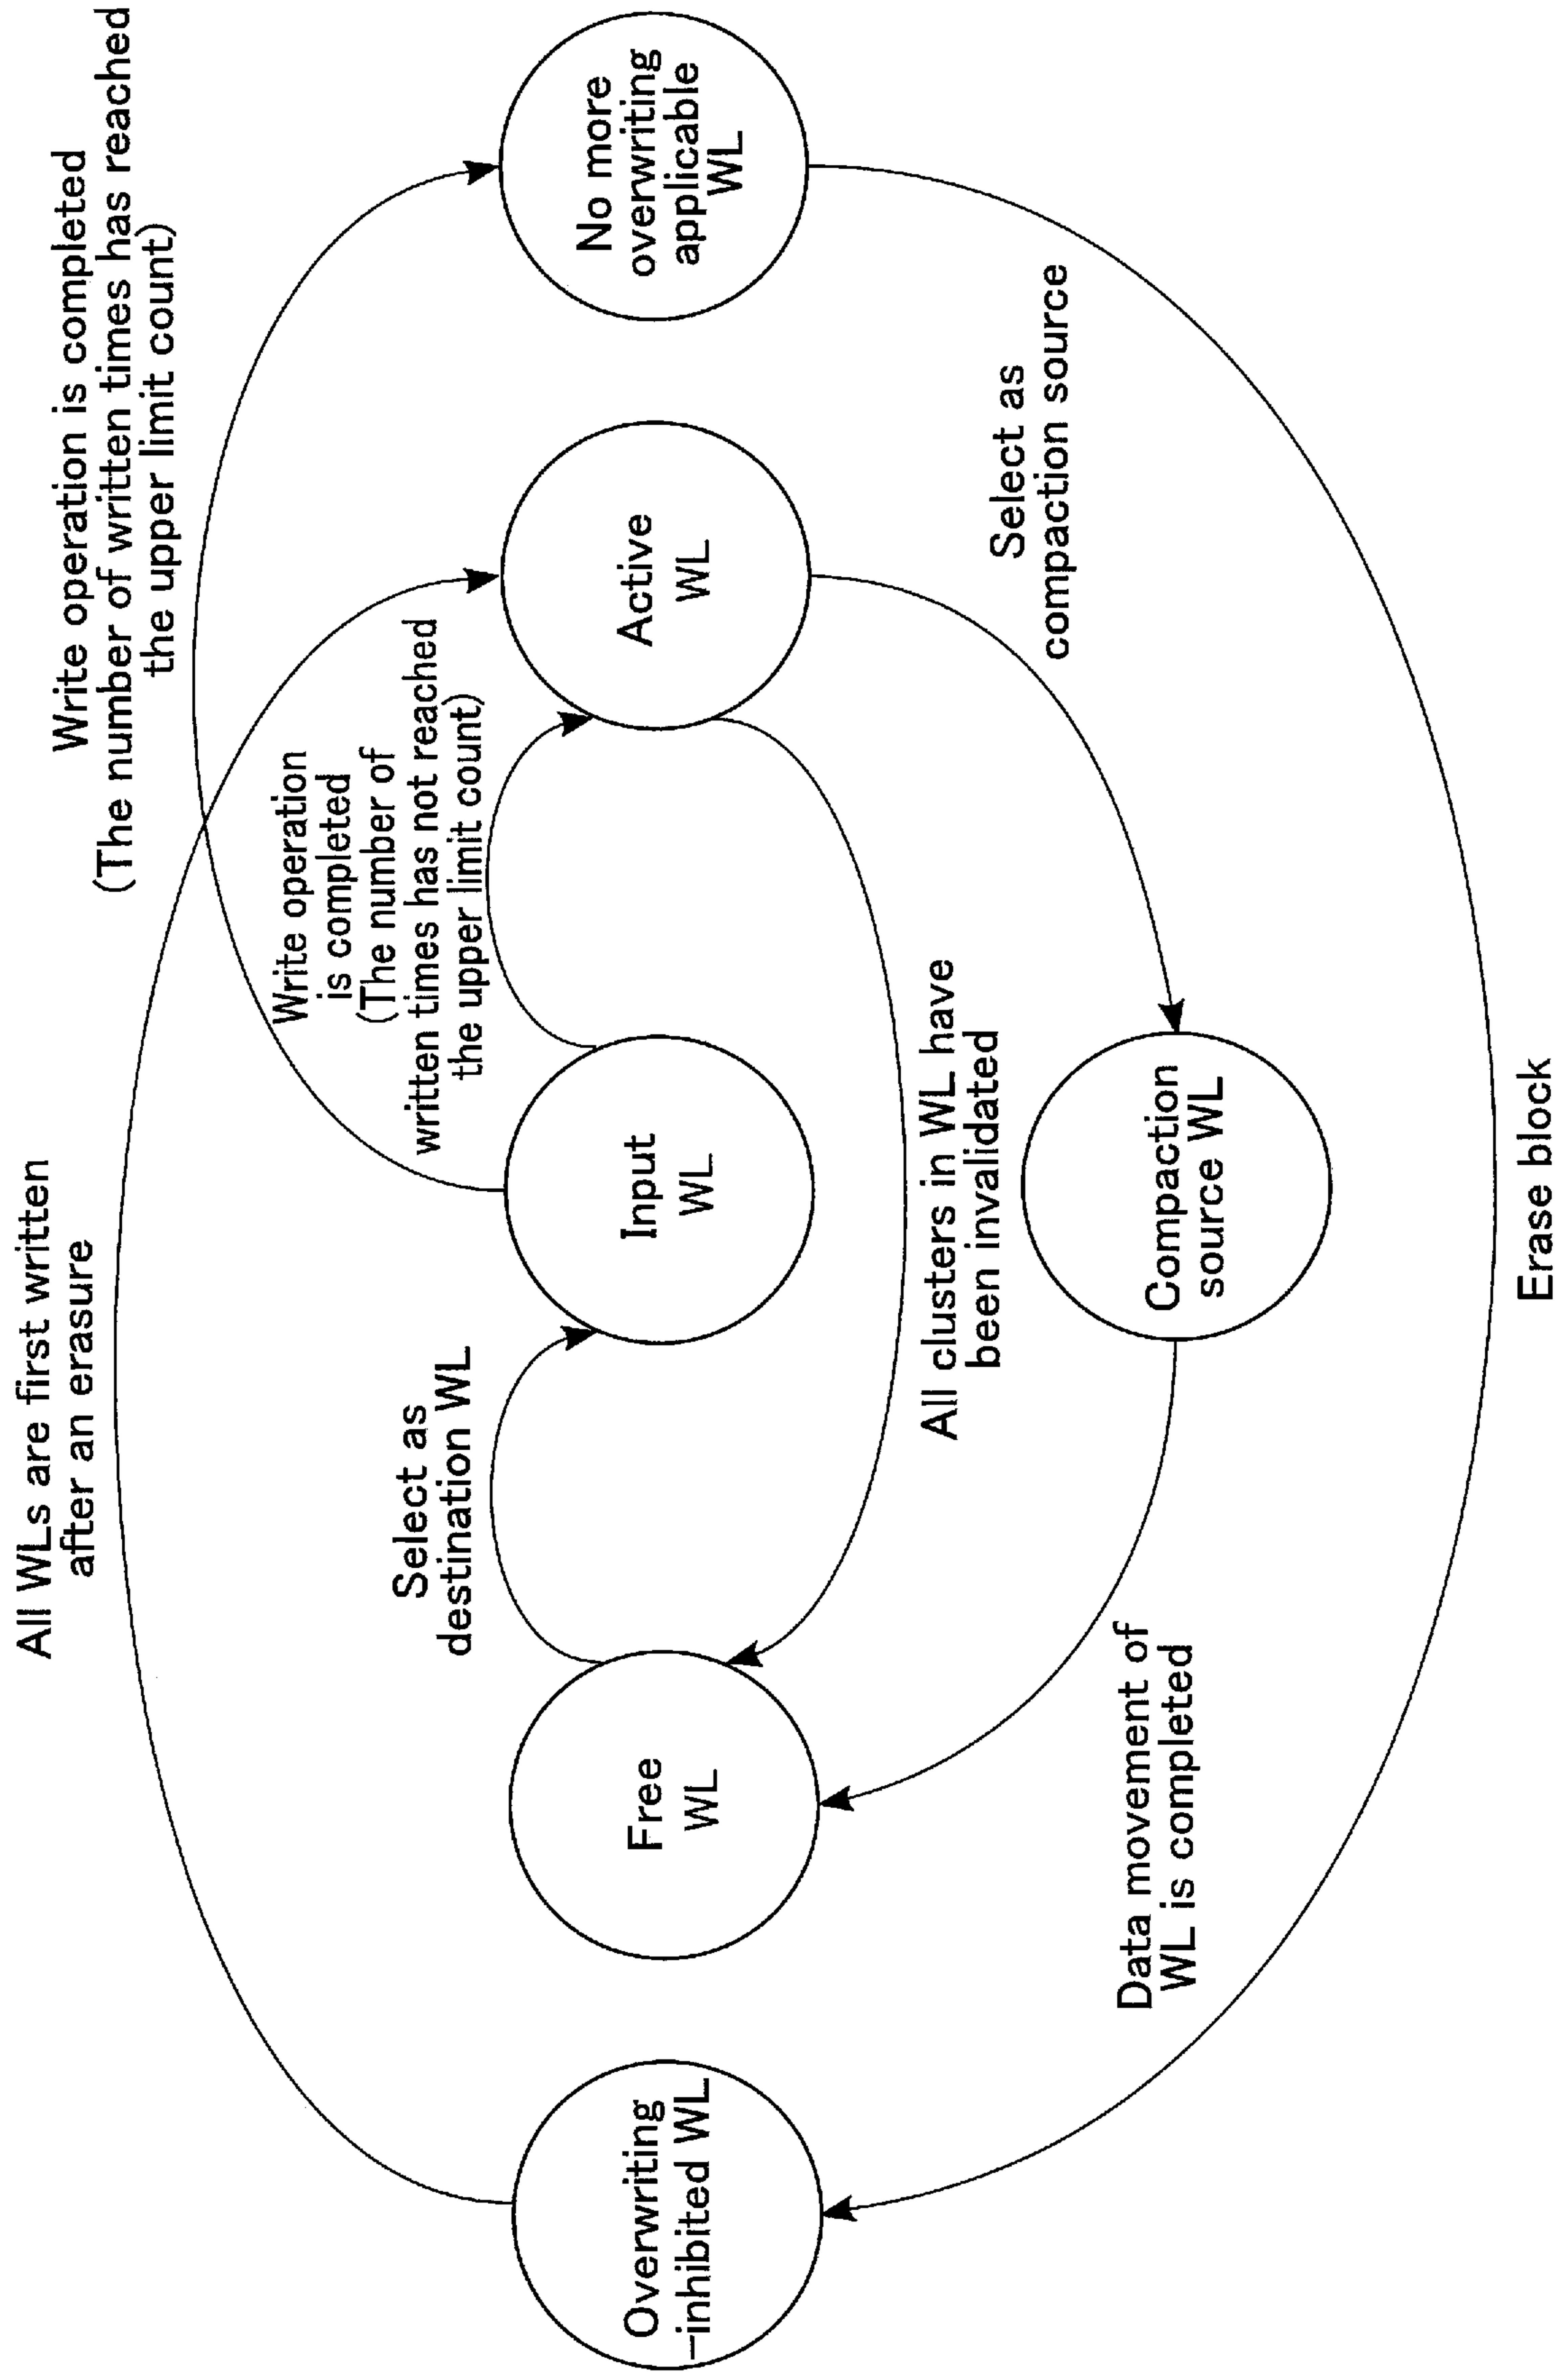 All WLs are first written
after an erasure
Write operation is completed
(The number of written times has reached
the upper limit count)
Write operation
is completed
(The number of
written times has not reached
the upper limit count)
Select as
destination WL
Overwriting
-inhibited WL
Free
WL
Input
WL
Active
WL
No more
overwriting
applicable
WL
All clusters in WL have
been invalidated
Select as
compaction source
Data movement of
WL is completed
Compaction
source WL
Erase block